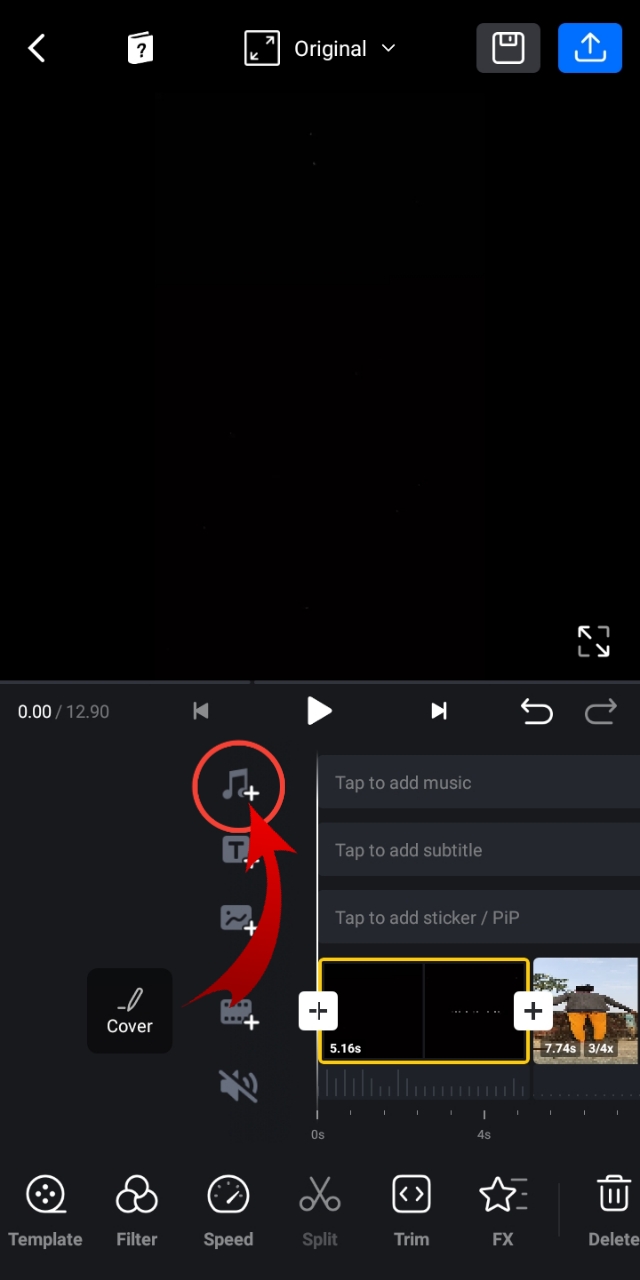 Original
0.00 / 12.90
Tap to add music
Tap to add subtitle
Tap to add sticker / PiP
Cover
5.16s
7.74s 3/4x
0s 4s
Template Filter Speed Split Trim FX Delete